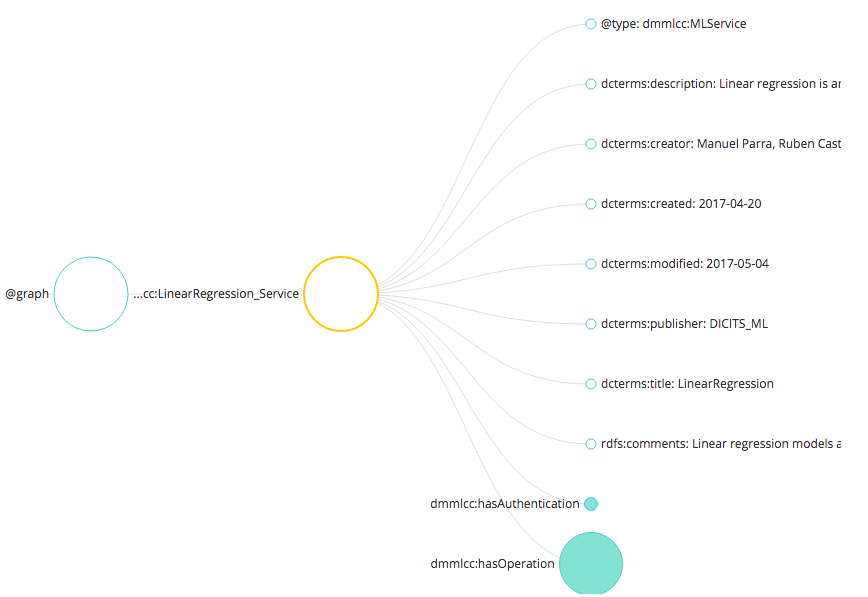 @type: dmmlcc:MLService
dcterms:description: Linear regression is
dcterms:creator: Manuel Parra, Ruben
dcterms:created: 2017-04-20
dcterms:modified: 2017-05-04
@graph
...cc:LinearRegression_Service
dcterms:publisher: DICITS_ML
dcterms:title: LinearRegression
rdfs:comments: Linear regression models
dmmlcc:hasAuthentication
dmmlcc:hasOperation